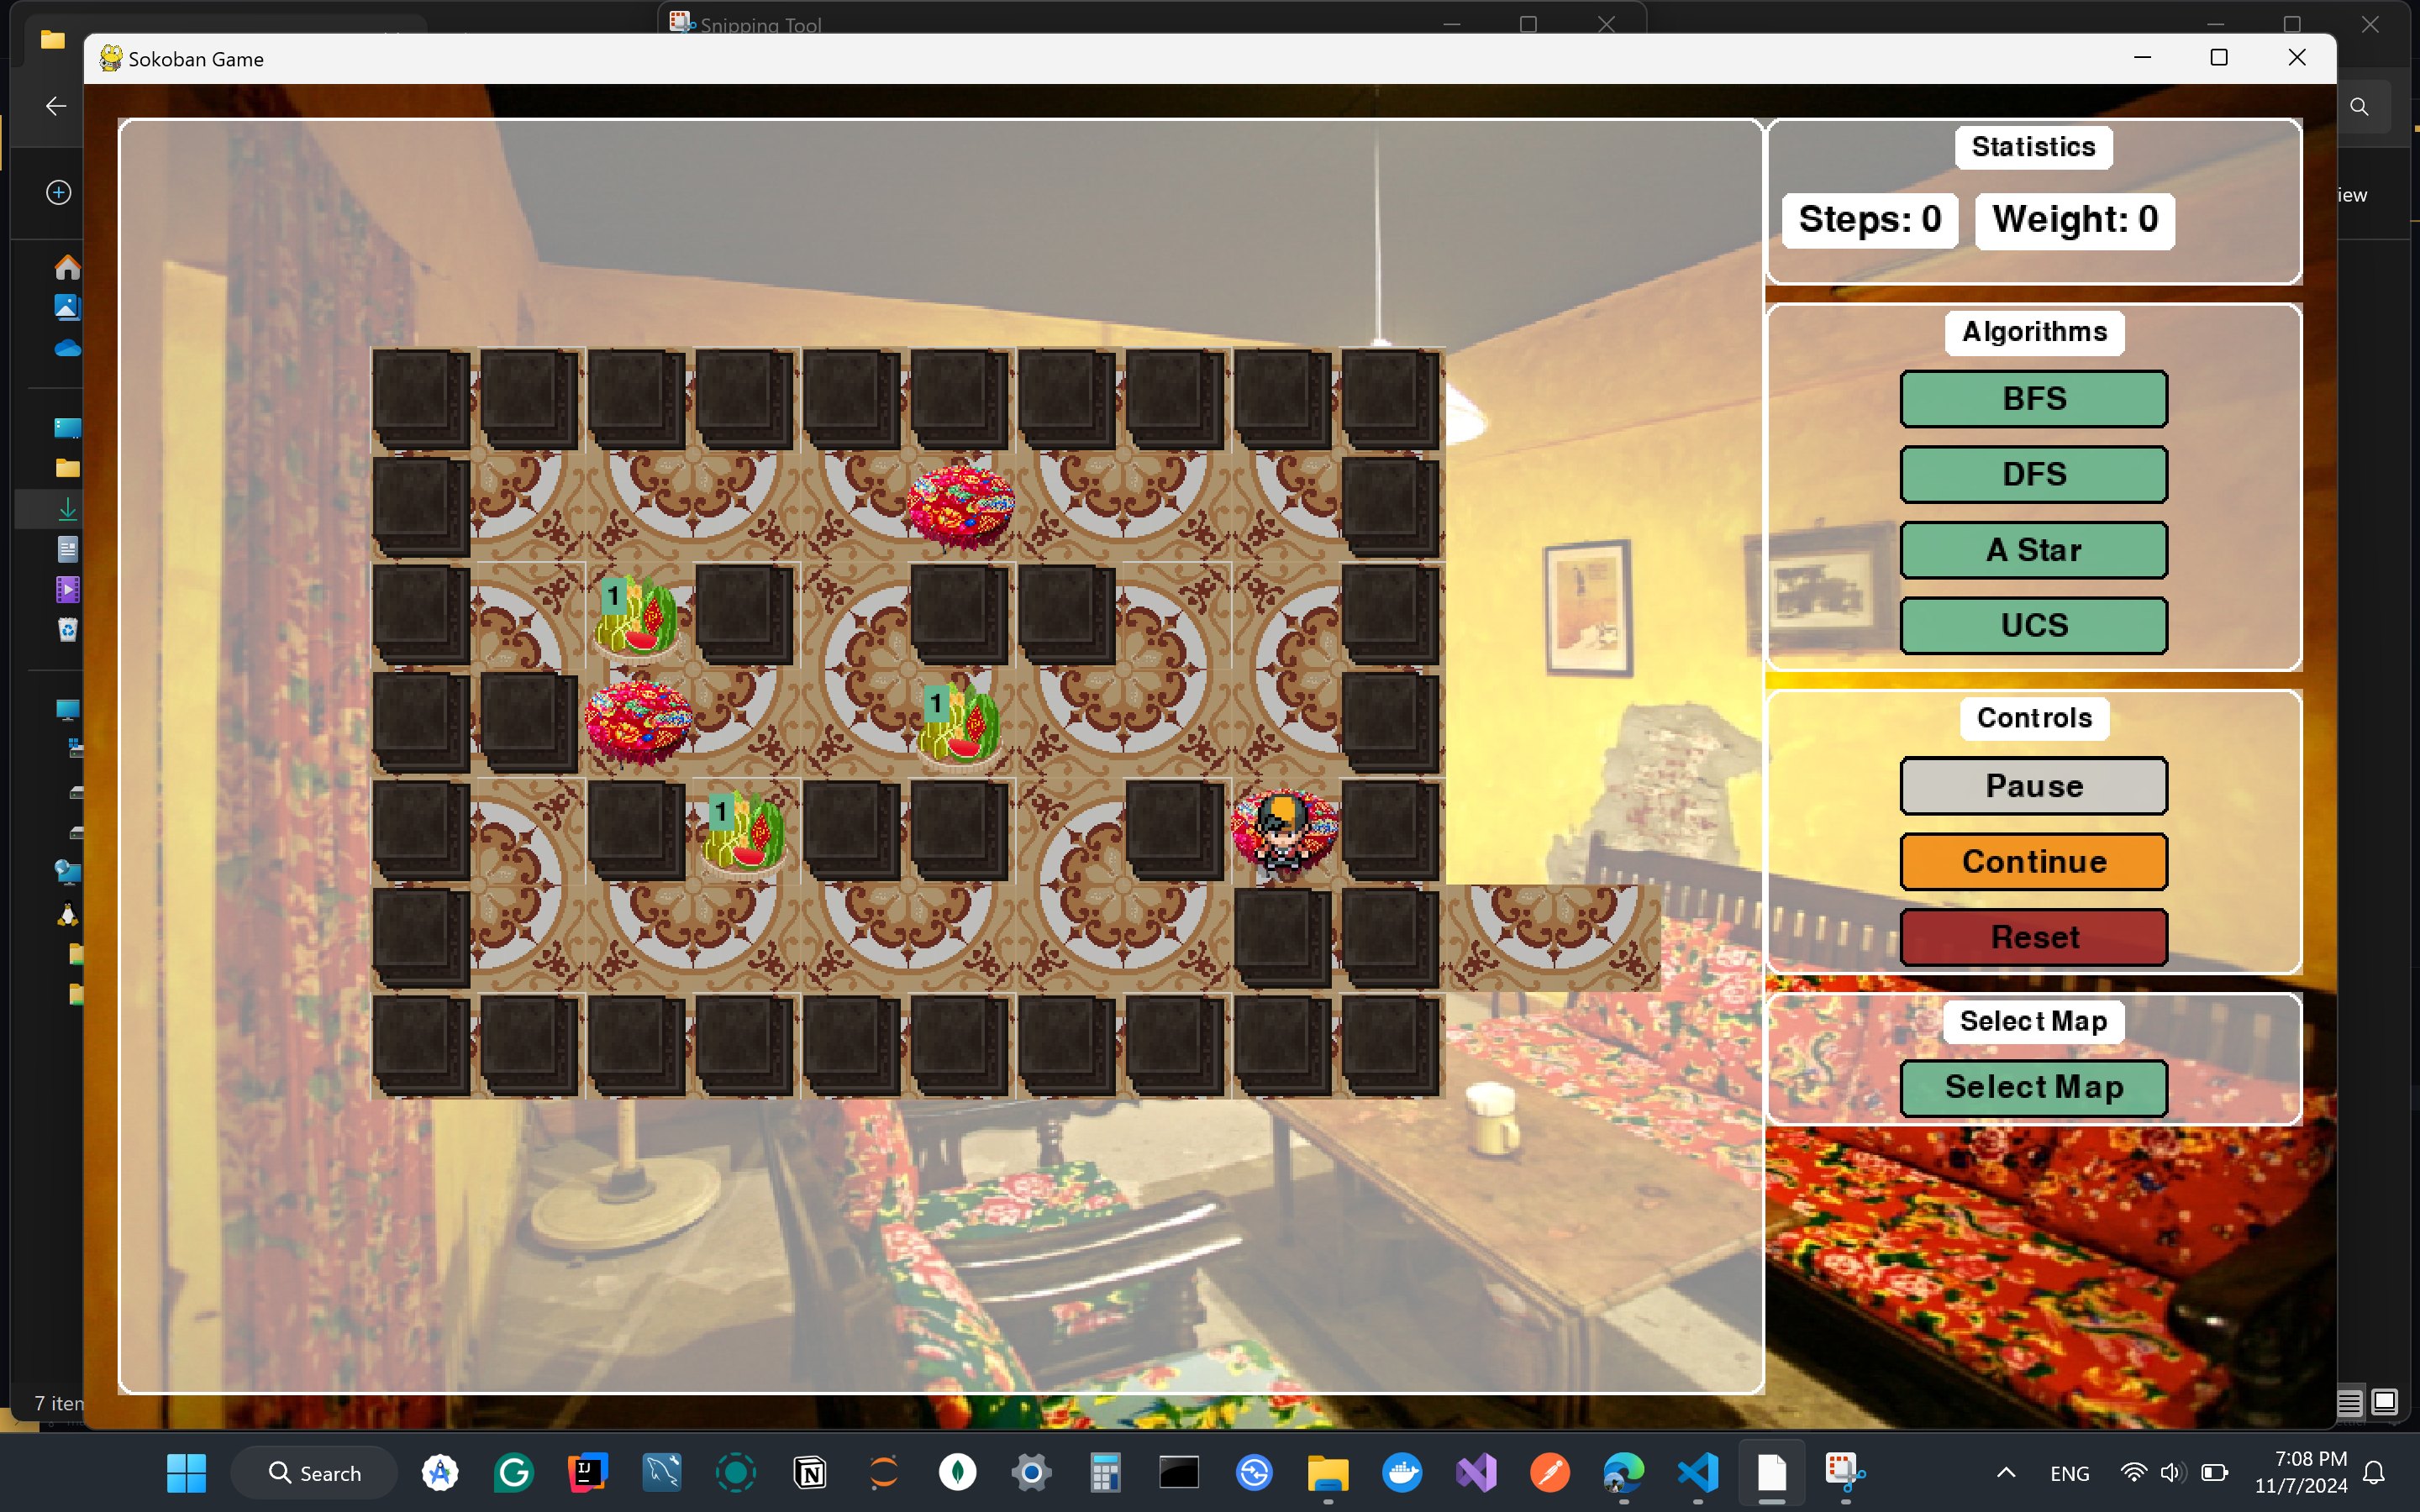 Snipping Tool
Sokoban Game
iew
Statistics
Steps: 0
Weight: 0
Algorithms
BFS
DFS
A Star
UCS
1
1
1
Controls
Pause
Continue
Reset
Select Map
Select Map
7 iten
Search
ENG
7:08 PM
11/7/2024